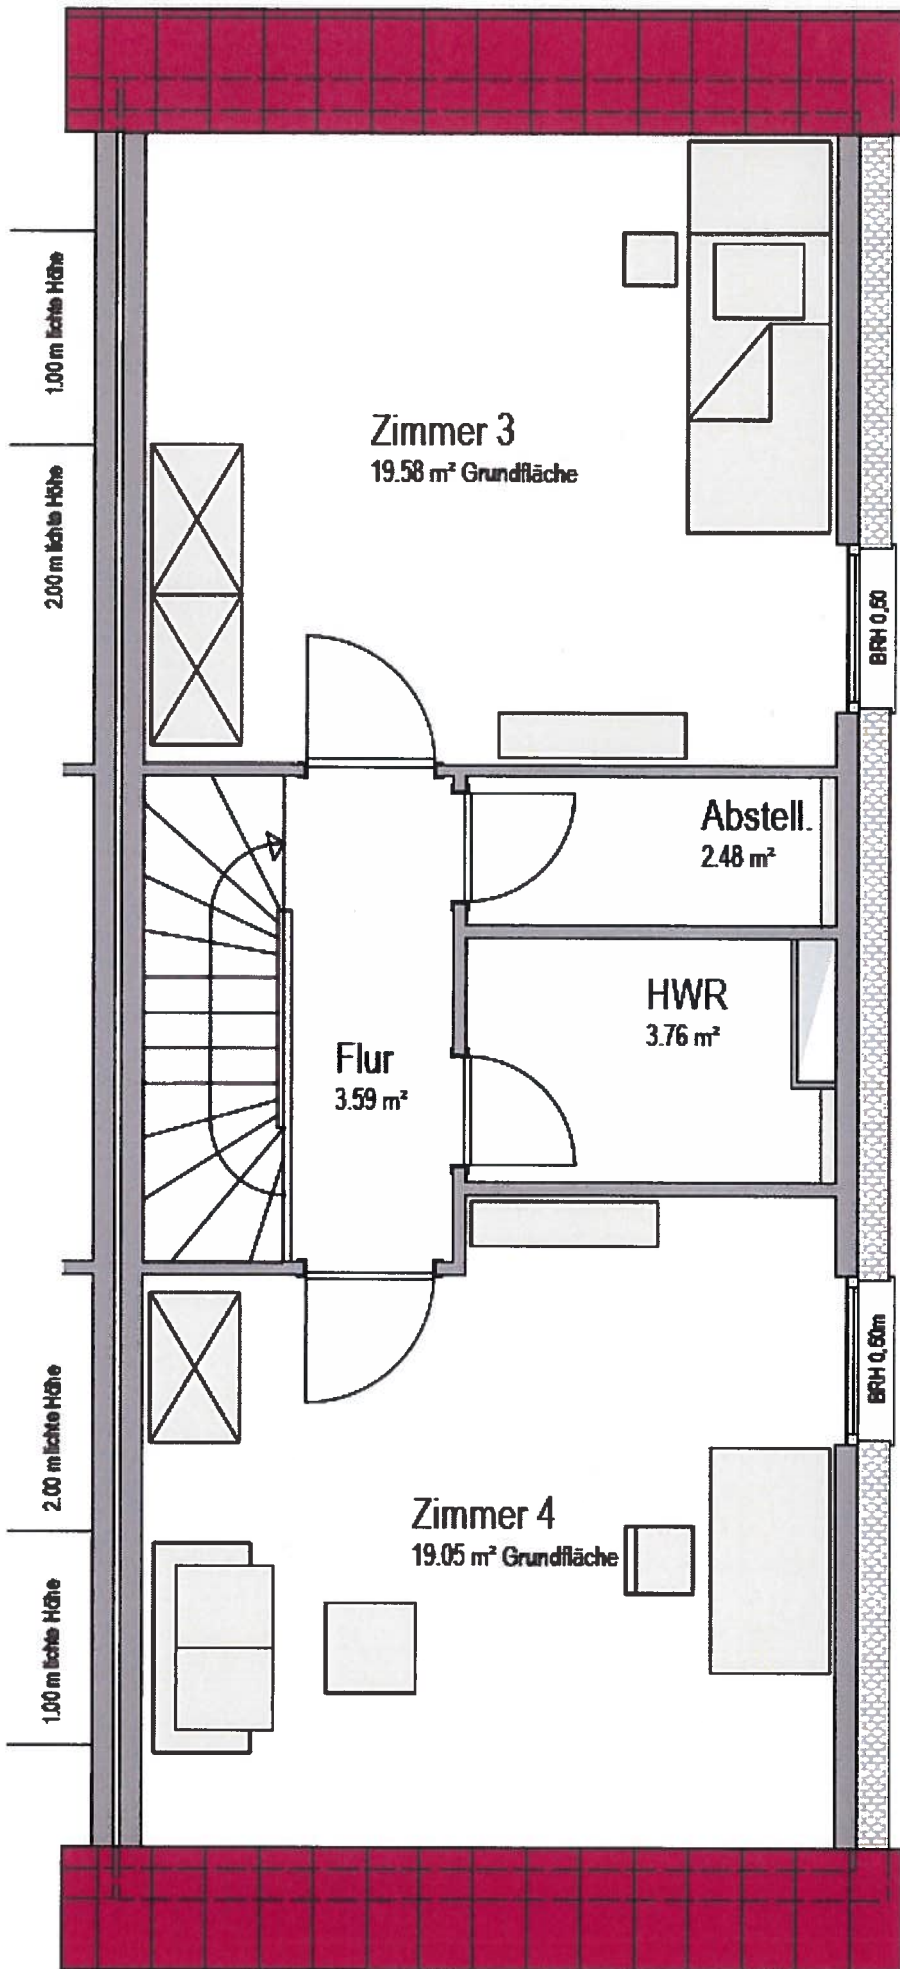 1.00 m lichte Höhe
2.00 m lichte Höhe
Zimmer 3
19.58 m² Grundfläche
BRH 0,60
Abstell.
2.48 m²
HWR
3.76 m²
Flur
3.59 m²
BRH 0,60m
2.00 m lichte Höhe
1.00 m lichte Höhe
Zimmer 4
19.05 m² Grundfläche